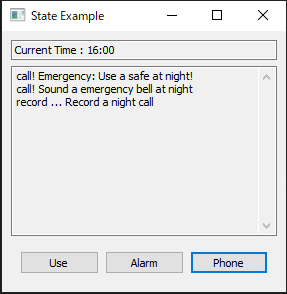 State Example
Current Time : 16:00
call! Emergency: Use a safe at night!
call! Sound a emergency bell at night
record ... Record a night call
Use
Alarm
Phone